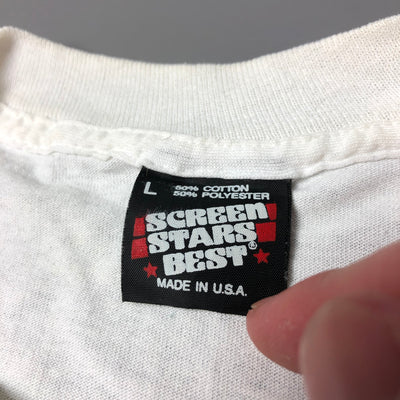 L 50% COTTON
50% POLYESTER
SCREEN
STARS
BEST®
MADE IN U.S.A.